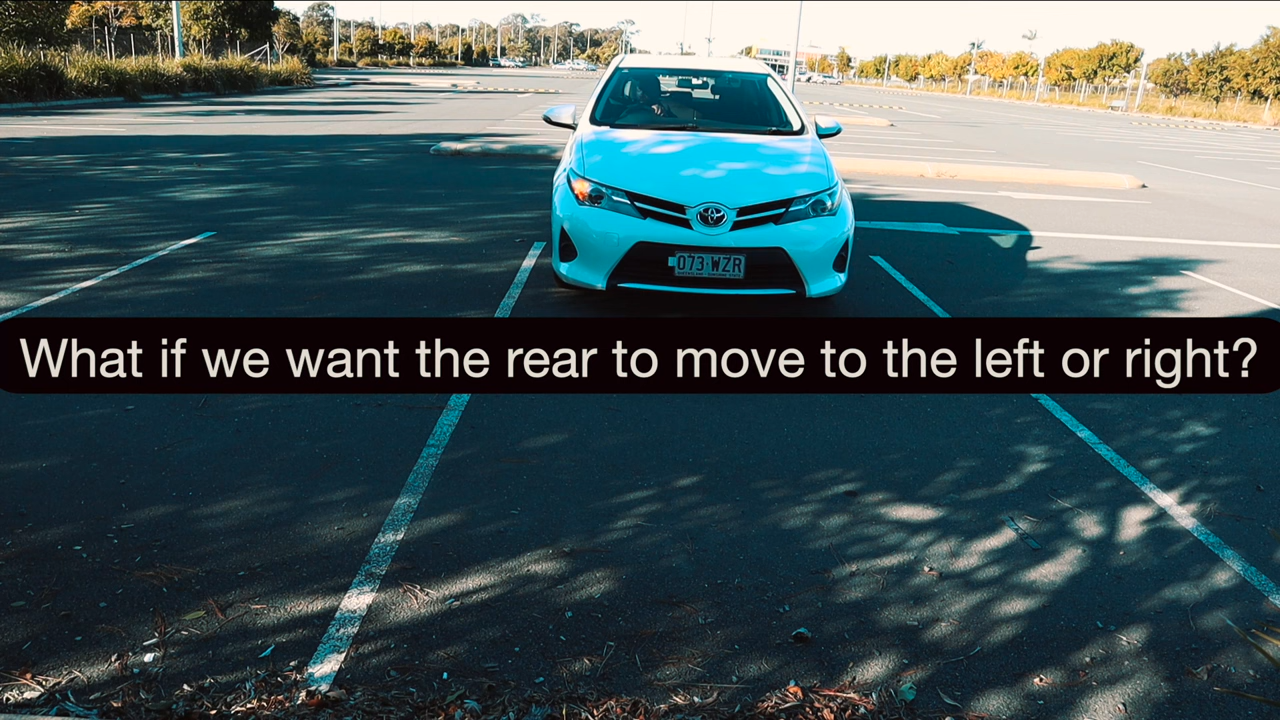 073 WZR
What if we want the rear to move to the left or right?